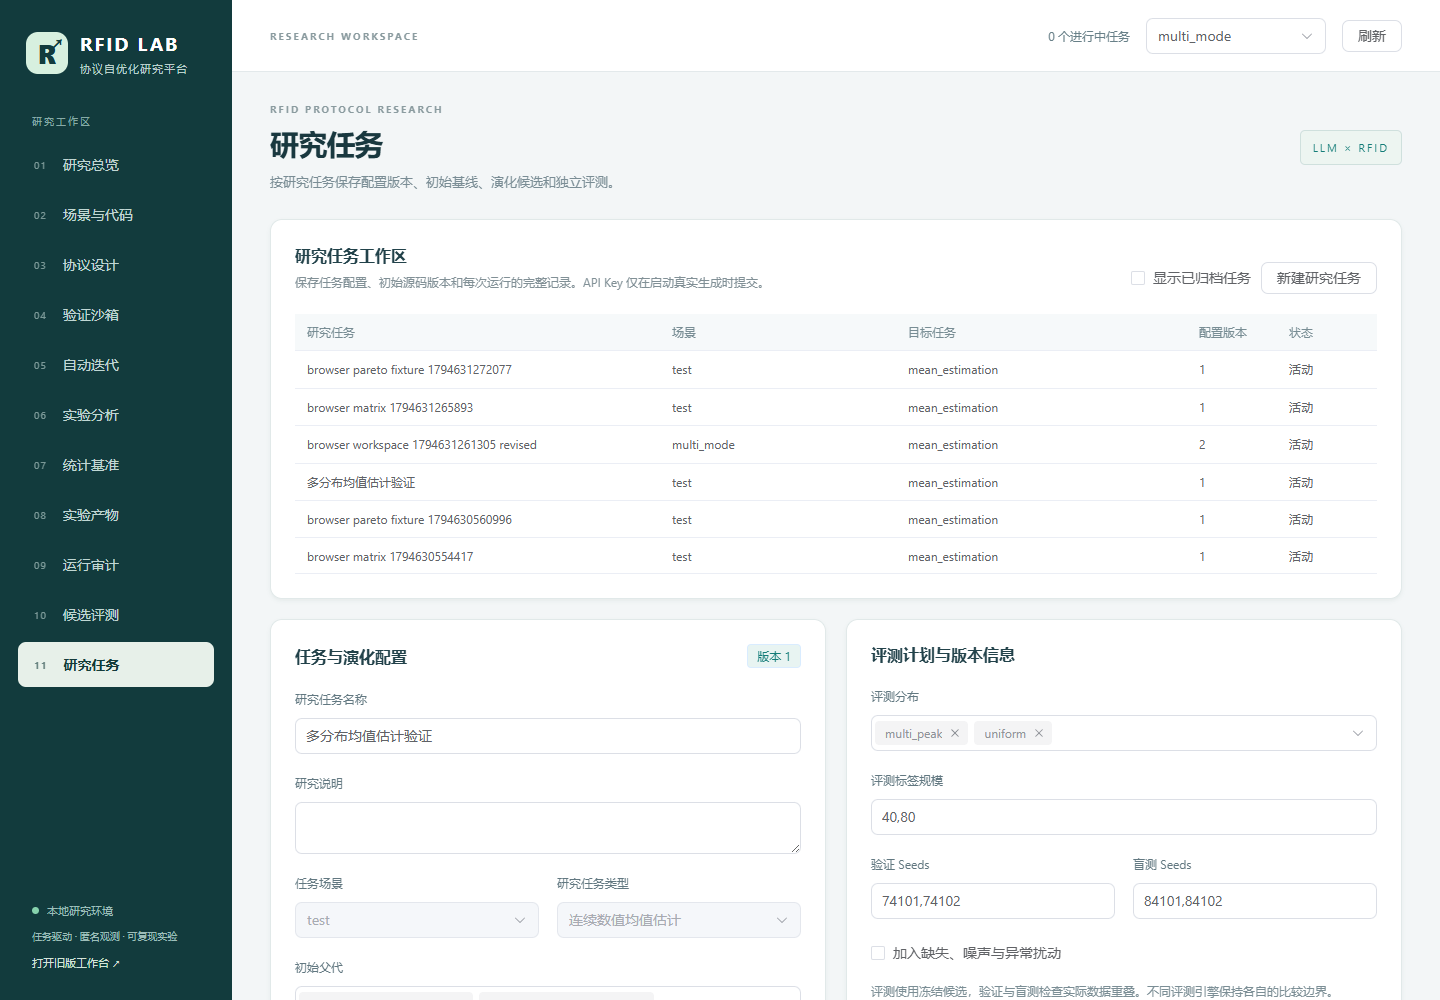 RFID LAB
协议自优化研究平台
研究工作区
01 研究总览
02 场景与代码
03 协议设计
04 验证沙箱
05 自动迭代
06 实验分析
07 统计基准
08 实验产物
09 运行审计
10 候选评测
11 研究任务
本地研究环境
任务驱动 · 匿名观测 · 可复现实验
打开旧版工作台 ↗
RESEARCH WORKSPACE
0 个进行中任务
multi_mode
刷新
RFID PROTOCOL RESEARCH
研究任务
按研究任务保存配置版本、初始基线、演化候选和独立评测。
LLM × RFID
研究任务工作区
保存任务配置、初始源码版本和每次运行的完整记录。API Key 仅在启动真实生成时提交。
显示已归档任务
新建研究任务
研究任务 场景 目标任务 配置版本 状态
browser pareto fixture 1794631272077 test mean_estimation 1 活动
browser matrix 1794631265893 test mean_estimation 1 活动
browser workspace 1794631261305 revised multi_mode mean_estimation 2 活动
多分布均值估计验证 test mean_estimation 1 活动
browser pareto fixture 1794630560996 test mean_estimation 1 活动
browser matrix 1794630554417 test mean_estimation 1 活动
任务与演化配置
版本 1
研究任务名称
多分布均值估计验证
研究说明
任务场景 研究任务类型
test 连续数值均值估计
初始父代
评测计划与版本信息
评测分布
multi_peak uniform
评测标签规模
40,80
验证 Seeds 盲测 Seeds
74101,74102 84101,84102
加入缺失、噪声与异常扰动
评测使用冻结候选，验证与盲测检查实际数据重叠。不同评测引擎保持各自的比较边界。